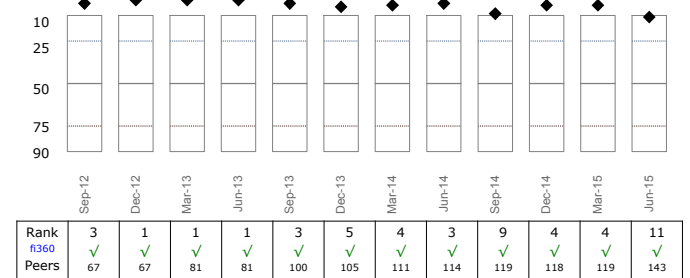 10
25
50
75
90
Sep-12 Dec-12 Mar-13 Jun-13 Sep-13 Dec-13 Mar-14 Jun-14 Sep-14 Dec-14 Mar-15 Jun-15
Rank 3 1 1 1 3 5 4 3 9 4 4 11
fi360 √ √ √ √ √ √ √ √ √ √ √ √
Peers 67 67 81 81 100 105 111 114 119 118 119 143